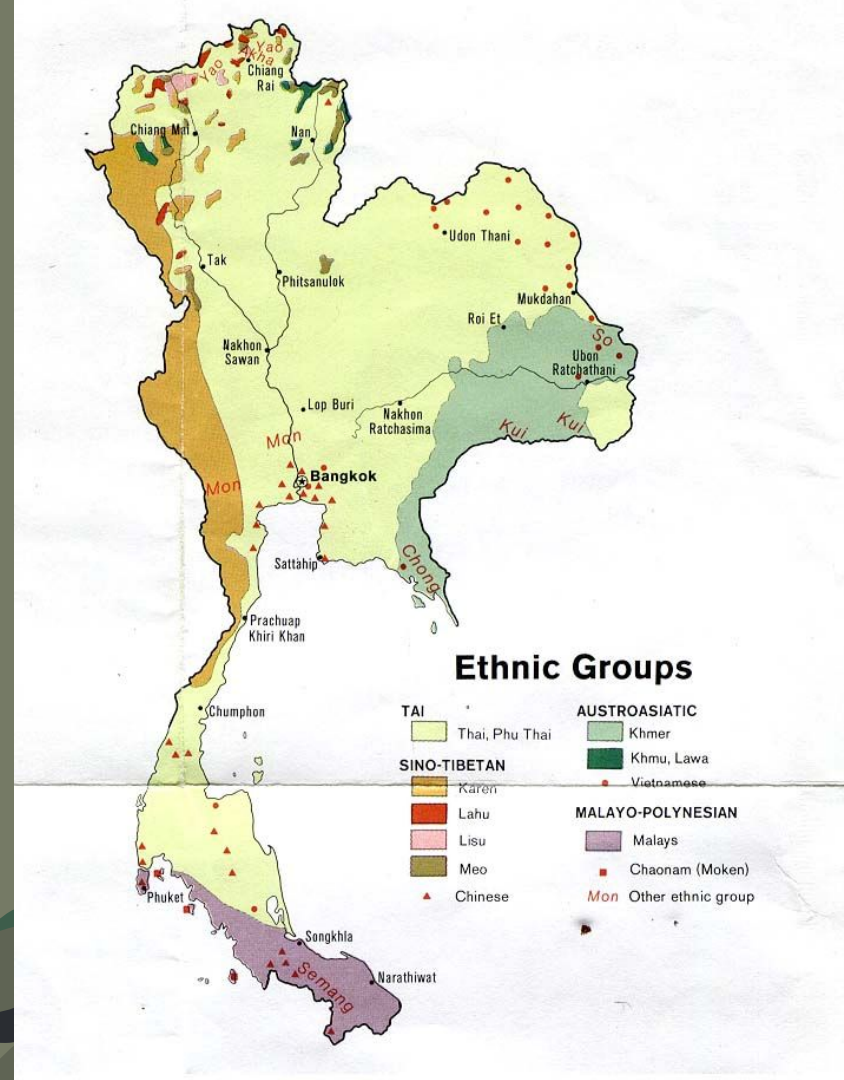 Yao
Akha
Yao
Chiang
Rai
Chiang Mai
Nan
Udon Thani
Tak
Phitsanulok
Mukdahan
Roi Et
So
Nakhon
Sawan
Ubon
Ratchathani
Lop Buri
Nakhon
Ratchasima
Kui
Kui
Mon
Bangkok
Mon
Sattahip
Chong
Prachuap
Khiri Khan
Chumphon
Phuket
Songkhla
Semang
Narathiwat
Ethnic Groups
TAI
Thai, Phu Thai
SINO-TIBETAN
Karen
Lahu
Lisu
Meo
Chinese
AUSTROASIATIC
Khmer
Khmu, Lawa
Vietnamese
MALAYO-POLYNESIAN
Malays
Chaonam (Moken)
Mon Other ethnic group